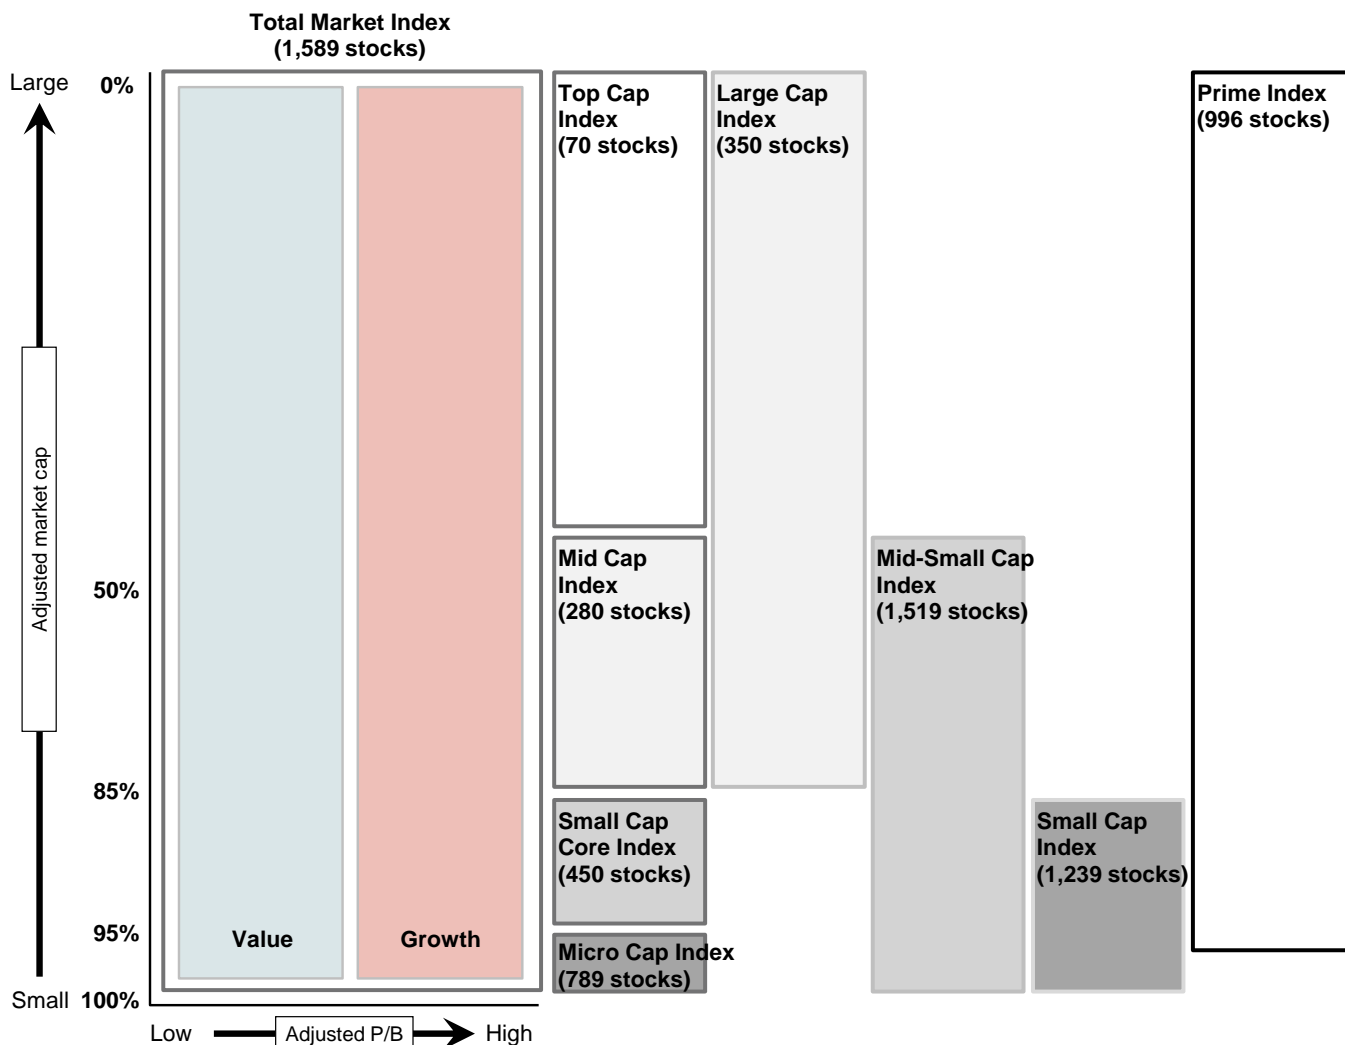 Total Market Index
(1,589 stocks)
Large
0%
Top Cap
Index
(70 stocks)
Large Cap
Index
(350 stocks)
Prime Index
(996 stocks)
Adjusted market cap
50%
Mid Cap
Index
(280 stocks)
Mid-Small Cap
Index
(1,519 stocks)
85%
Small Cap
Core Index
(450 stocks)
Small Cap
Index
(1,239 stocks)
95%
Value
Growth
Micro Cap Index
(789 stocks)
Small
100%
Low
Adjusted P/B
High